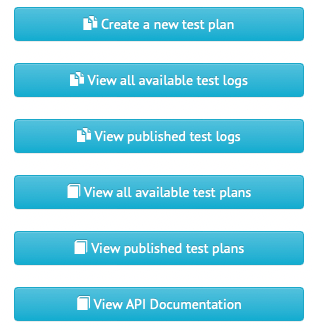 Create a new test plan
View all available test logs
View published test logs
View all available test plans
View published test plans
View API Documentation